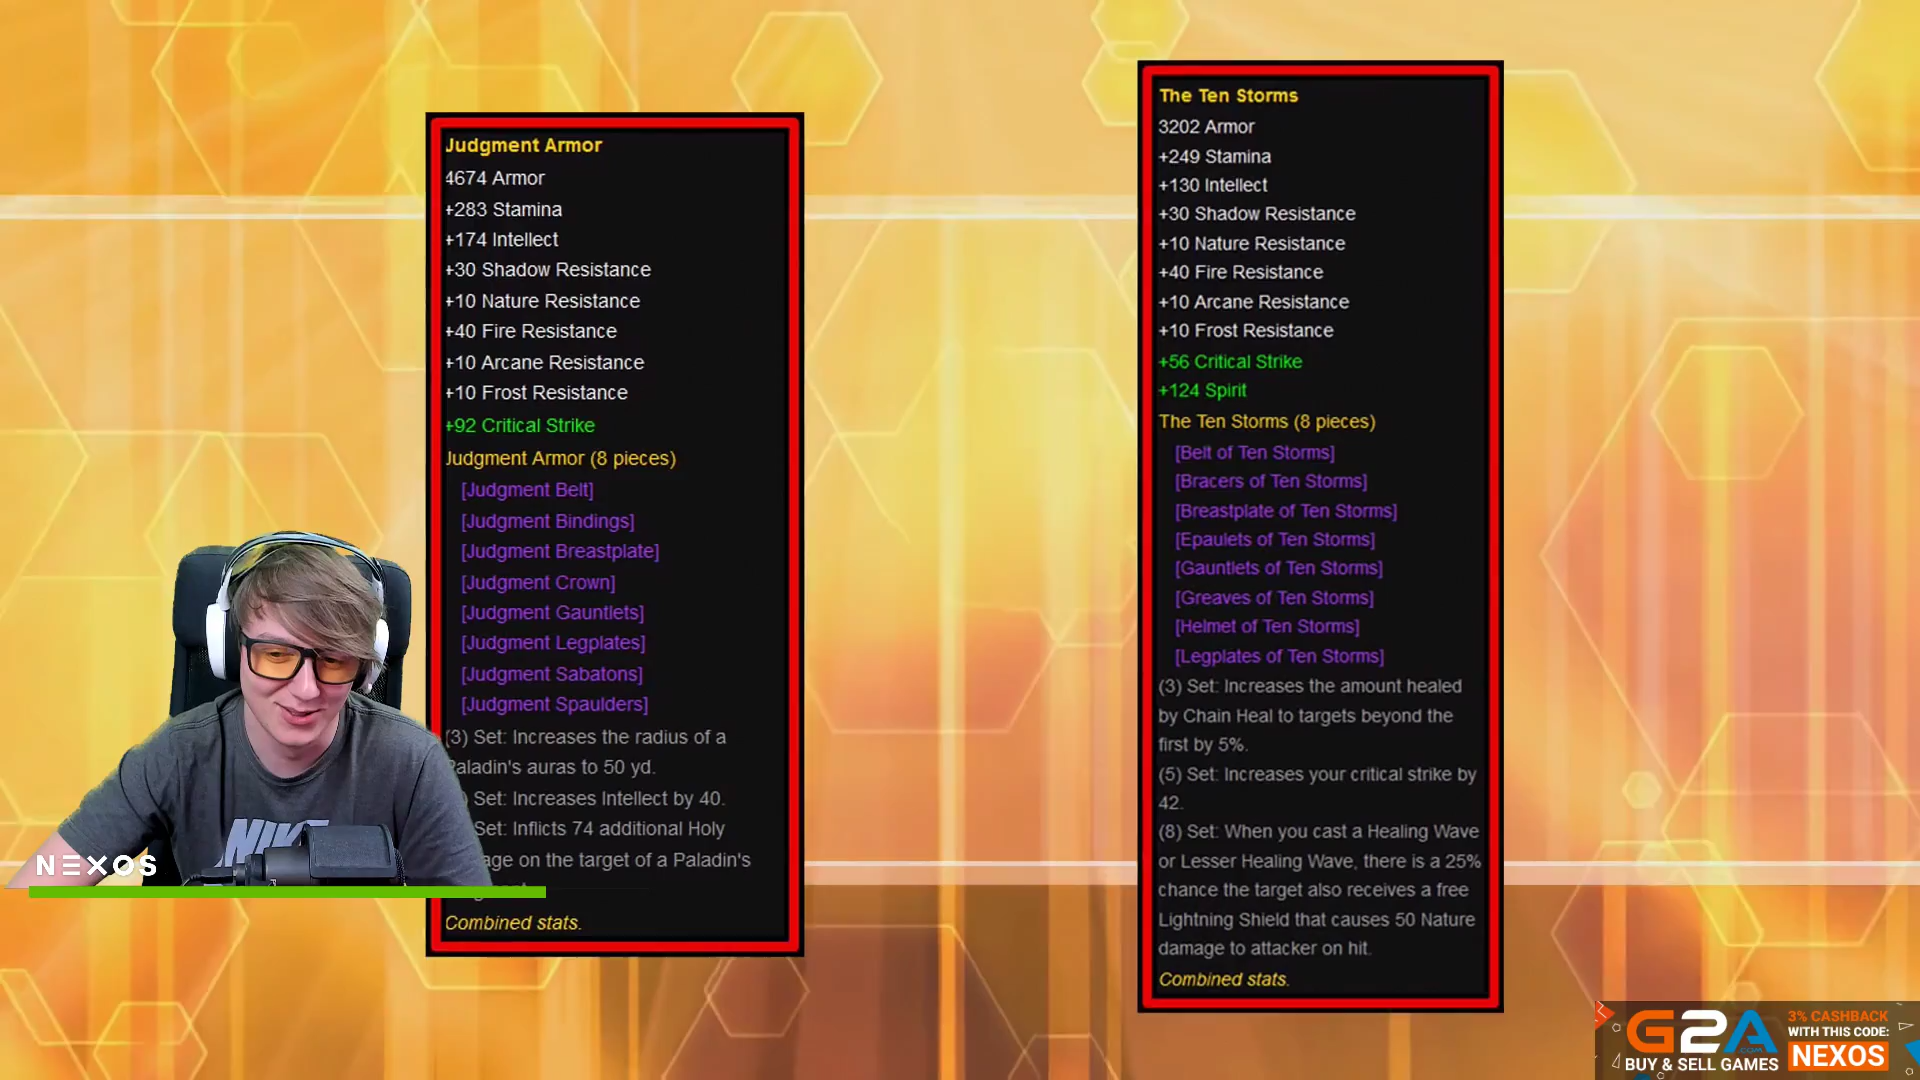 Judgment Armor
4674 Armor
+283 Stamina
+174 Intellect
+30 Shadow Resistance
+10 Nature Resistance
+40 Fire Resistance
+10 Arcane Resistance
+10 Frost Resistance
+92 Critical Strike
Judgment Armor (8 pieces)
[Judgment Belt]
[Judgment Bindings]
[Judgment Breastplate]
[Judgment Crown]
[Judgment Gauntlets]
[Judgment Legplates]
[Judgment Sabatons]
[Judgment Spaulders]
(3) Set: Increases the radius of a
Paladin's auras to 50 yd.
Set: Increases Intellect by 40.
Set: Inflicts 74 additional Holy
on the target of a Paladin's
Combined stats.
The Ten Storms
3202 Armor
+249 Stamina
+130 Intellect
+30 Shadow Resistance
+10 Nature Resistance
+40 Fire Resistance
+10 Arcane Resistance
+10 Frost Resistance
+56 Critical Strike
+124 Spirit
The Ten Storms (8 pieces)
[Belt of Ten Storms]
[Bracers of Ten Storms]
[Breastplate of Ten Storms]
[Epaulets of Ten Storms]
[Gauntlets of Ten Storms]
[Greaves of Ten Storms]
[Helmet of Ten Storms]
[Legplates of Ten Storms]
(3) Set: Increases the amount healed
by Chain Heal to targets beyond the
first by 5%.
(5) Set: Increases your critical strike by
42.
(8) Set: When you cast a Healing Wave
or Lesser Healing Wave, there is a 25%
chance the target also receives a free
Lightning Shield that causes 50 Nature
damage to attacker on hit.
Combined stats.
NIKE
NEXOS
G2A
.COM
BUY & SELL GAMES
3% CASHBACK
WITH THIS CODE:
NEXOS